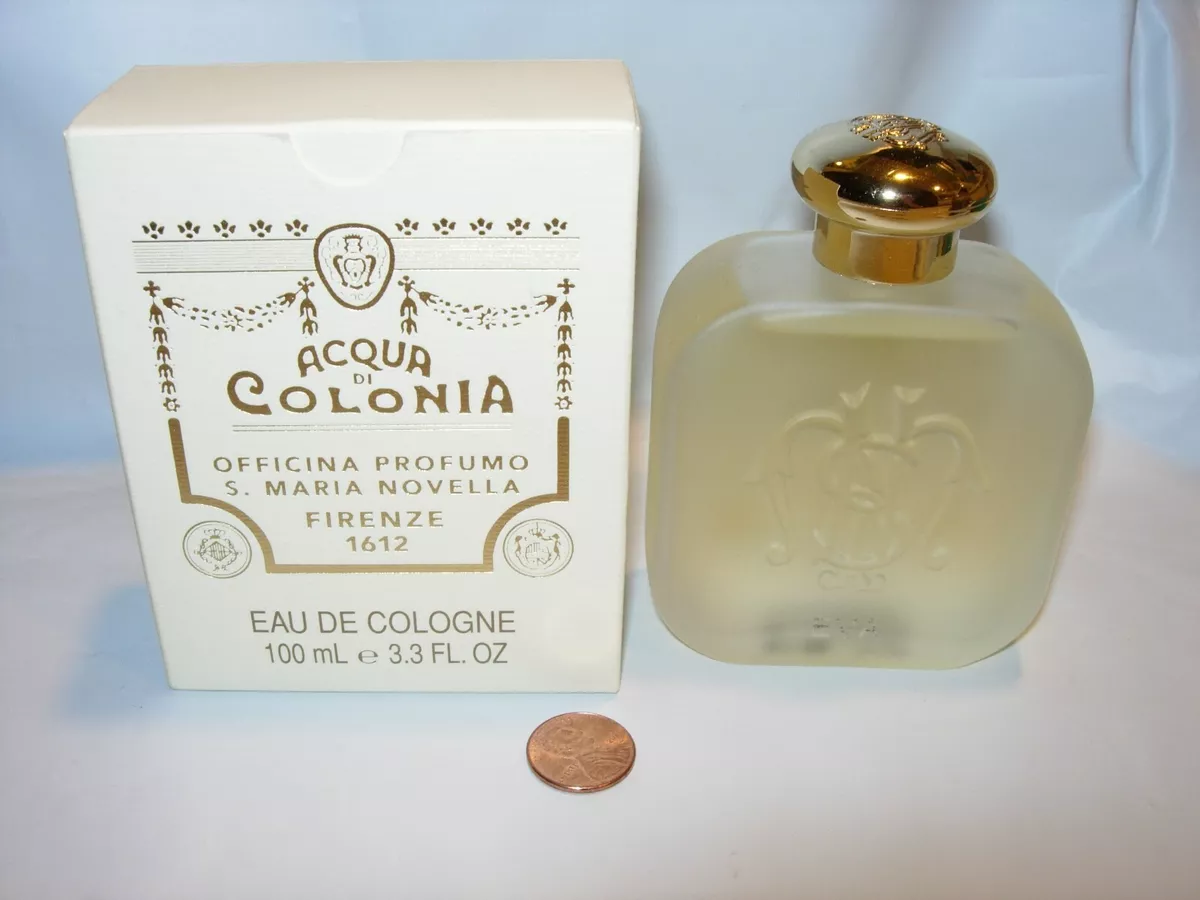 ACQUA
DI
COLONIA
OFFICINA PROFUMO
S. MARIA NOVELLA
FIRENZE
1612
EAU DE COLOGNE
100 mL ℮ 3.3 FL. OZ